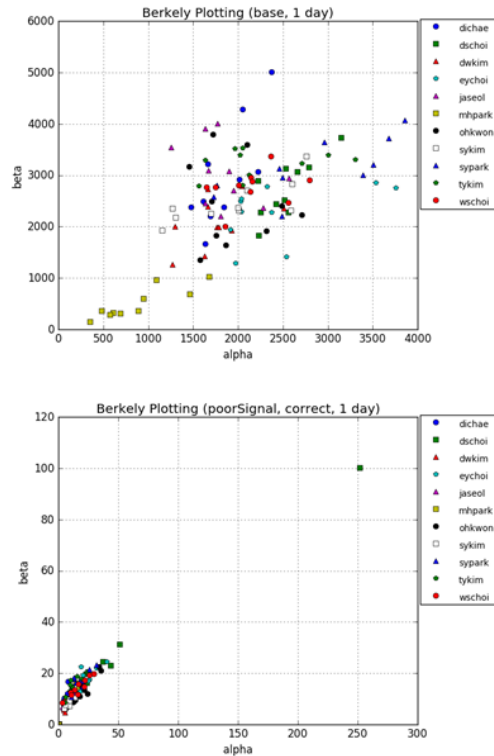 Berkely Plotting (base, 1 day)
6000
5000
4000
3000
2000
1000
0
beta
0 500 1000 1500 2000 2500 3000 3500 4000
alpha
dichae
dschoi
dwkim
eychoi
jaseol
mhpark
ohkwon
sykim
sypark
tykim
wschoi
Berkely Plotting (poorSignal, correct, 1 day)
120
100
80
60
40
20
0
beta
0 50 100 150 200 250 300
alpha
dichae
dschoi
dwkim
eychoi
jaseol
mhpark
ohkwon
sykim
sypark
tykim
wschoi